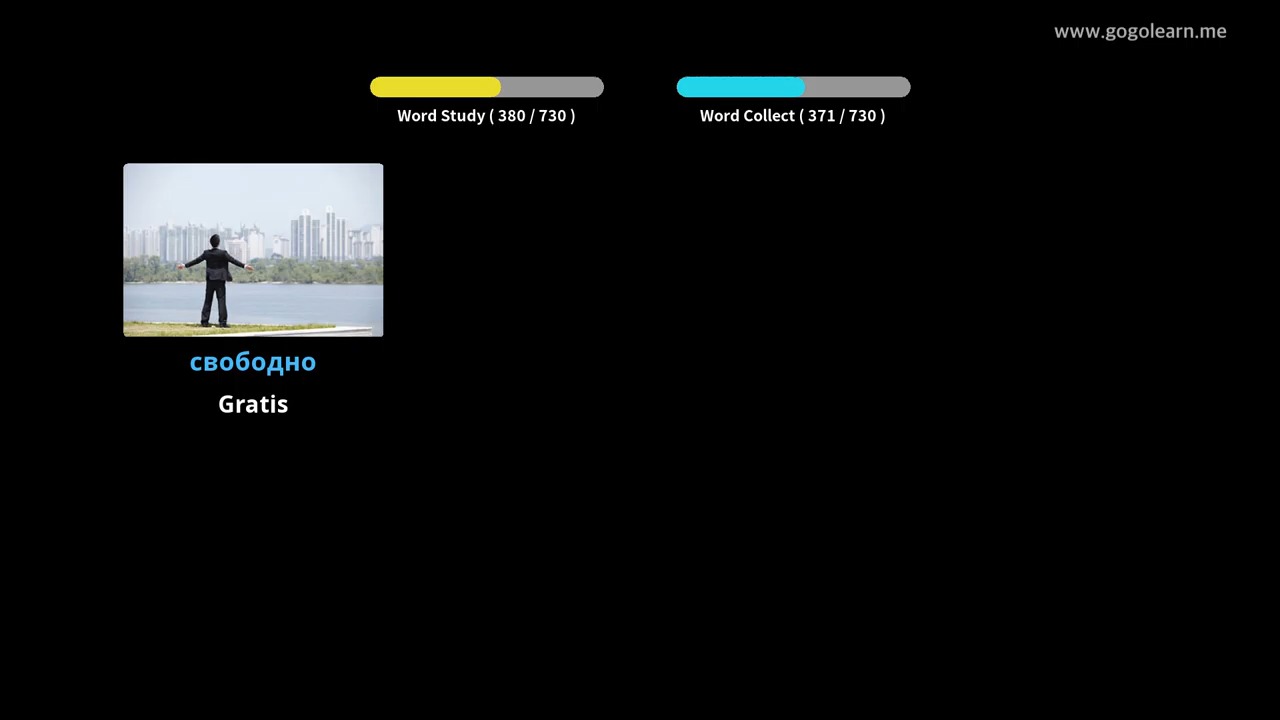 www.gogolearn.me
Word Study ( 380 / 730 )
Word Collect ( 371 / 730 )
свободно
Gratis